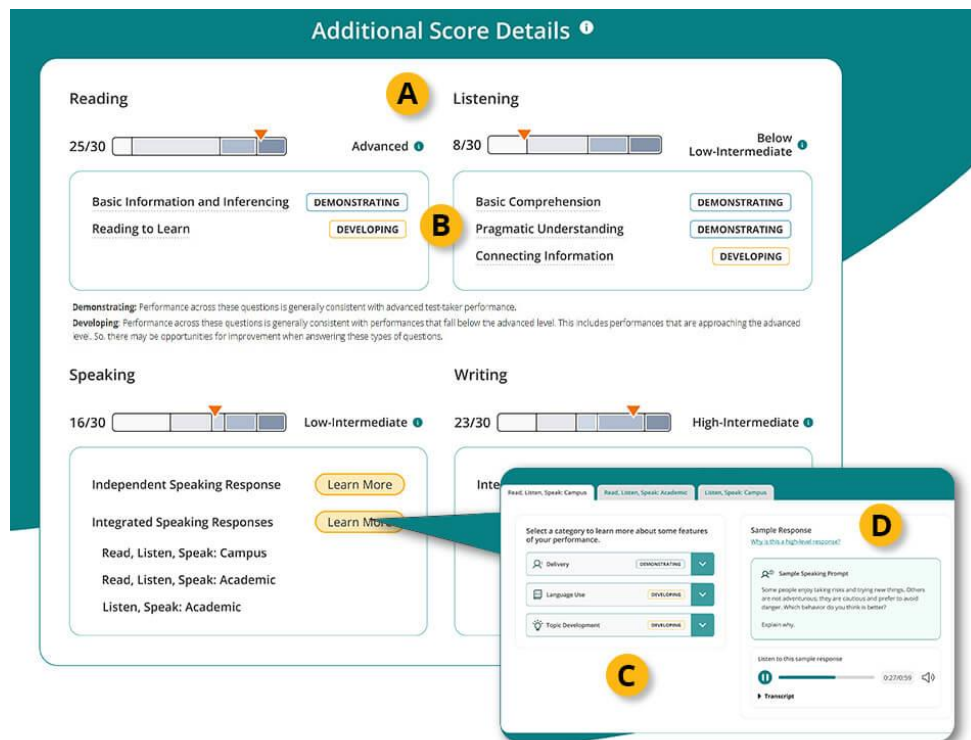 Additional Score Details
A
Reading
25/30
Advanced
Basic Information and Inferencing DEMONSTRATING
Reading to Learn DEVELOPING
Listening
8/30
Below
Low-Intermediate
B
Basic Comprehension DEMONSTRATING
Pragmatic Understanding DEMONSTRATING
Connecting Information DEVELOPING
Demonstrating: Performance across these questions is generally consistent with advanced test-taker performance.
Developing: Performance across these questions is generally consistent with performances that fall below the advanced level. This includes performances that are approaching the advanced
level. So, there may be opportunities for improvement when answering these types of questions.
Speaking
16/30
Low-Intermediate
Independent Speaking Response Learn More
Integrated Speaking Responses Learn More
Read, Listen, Speak: Campus
Read, Listen, Speak: Academic
Listen, Speak: Academic
Writing
23/30
High-Intermediate
Inte
Read, Listen, Speak: Campus
Read, Listen, Speak: Academic
Listen, Speak: Campus
Select a category to learn more about some features
of your performance.
Delivery DEMONSTRATING
Language Use DEVELOPING
Topic Development DEVELOPING
C
Sample Response
Why is this a high-level response?
D
Sample Speaking Prompt
Some people enjoy taking risks and trying new things. Others
are not adventurous; they are cautious and prefer to avoid
danger. Which behavior do you think is better?
Explain why.
Listen to this sample response
0:27/0:59
Transcript